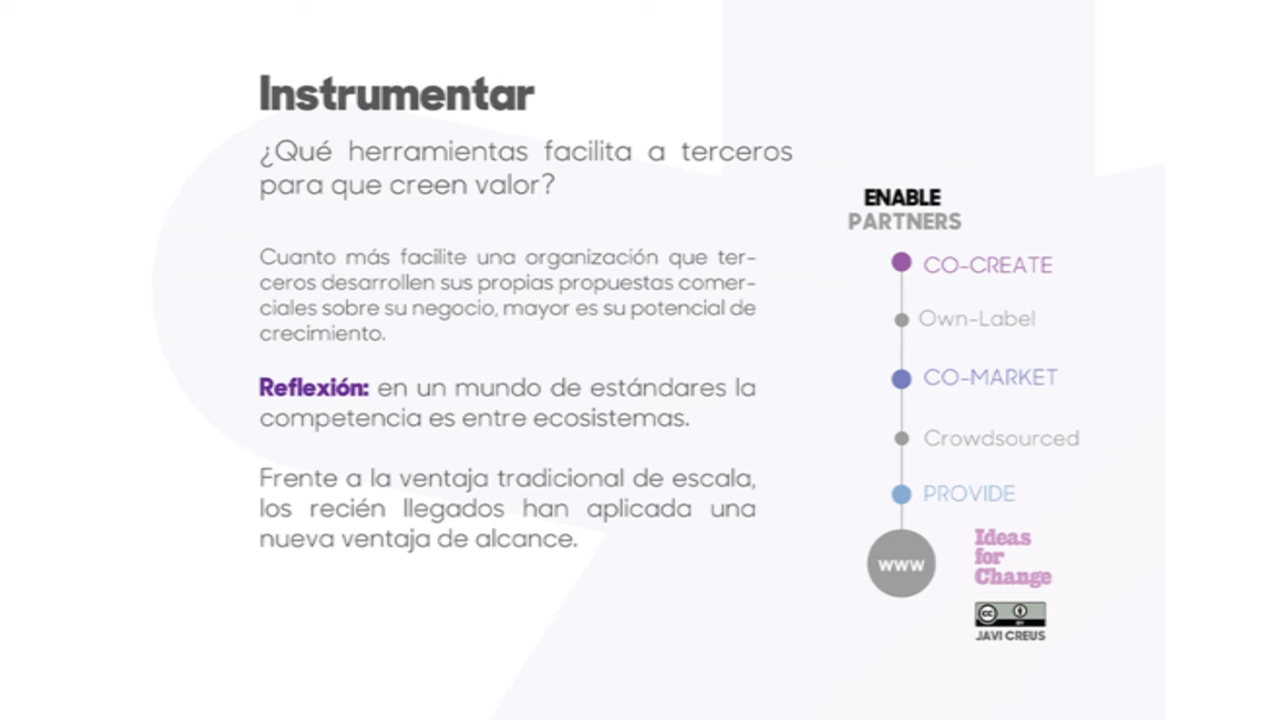 Instrumentar
¿Qué herramientas facilita a terceros
para que creen valor?
Cuanto más facilite una organización que ter-
ceros desarrollen sus propias propuestas comer-
ciales sobre su negocio, mayor es su potencial de
crecimiento.
Reflexión: en un mundo de estándares la
competencia es entre ecosistemas.
Frente a la ventaja tradicional de escala,
los recién llegados han aplicada una
nueva ventaja de alcance.
ENABLE
PARTNERS
CO-CREATE
Own-Label
CO-MARKET
Crowdsourced
PROVIDE
www
Ideas
for
Change
cc
BY
JAVI CREUS